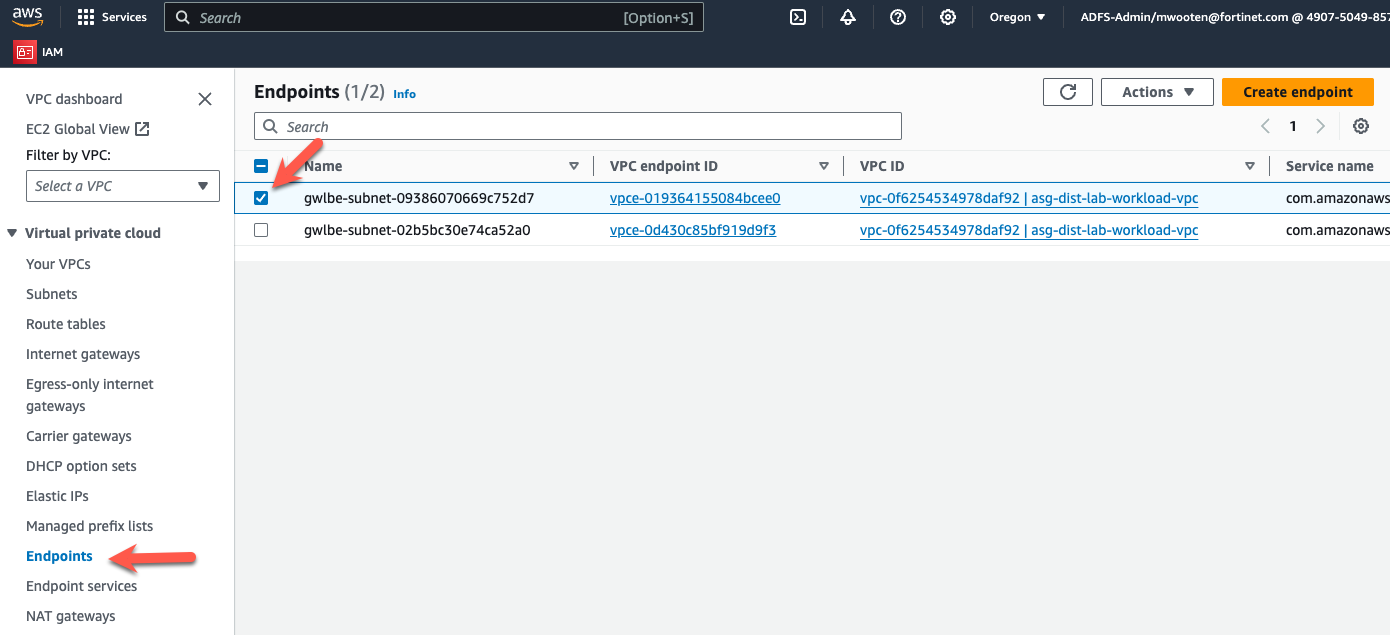 aws
Services
Search
[Option+S]
Oregon
ADFS-Admin/mwooten@fortinet.com @ 4907-5049-857
IAM
VPC dashboard
EC2 Global View
Filter by VPC:
Select a VPC
Virtual private cloud
Your VPCs
Subnets
Route tables
Internet gateways
Egress-only internet
gateways
Carrier gateways
DHCP option sets
Elastic IPs
Managed prefix lists
Endpoints
Endpoint services
NAT gateways
Endpoints (1/2) Info
Actions
Create endpoint
Search
1
Name VPC endpoint ID VPC ID Service name
gwlbe-subnet-09386070669c752d7 vpce-019364155084bcee0 vpc-0f6254534978daf92 | asg-dist-lab-workload-vpc com.amazonaws
gwlbe-subnet-02b5bc30e74ca52a0 vpce-0d430c85bf919d9f3 vpc-0f6254534978daf92 | asg-dist-lab-workload-vpc com.amazonaws